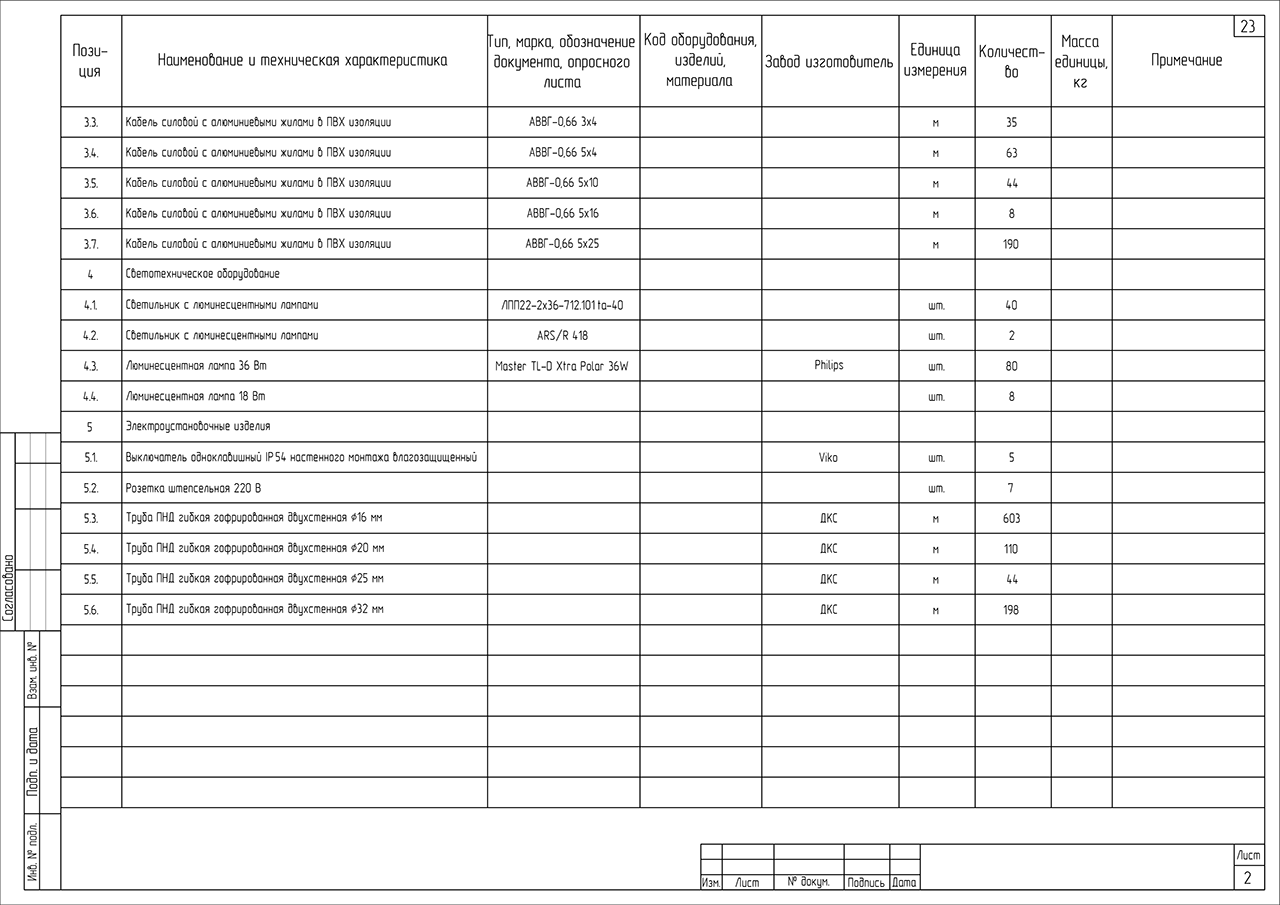 23
Пози-
ция
Наименование и техническая характеристика
Тип, марка, обозначение
документа, опросного
листа
Код оборудования,
изделий,
материала
Завод изготовитель
Единица
измерения
Количест-
во
Масса
единицы,
кг
Примечание
3.3. Кабель силовой с алюминиевыми жилами в ПВХ изоляции АВВГ-0,66 3х4 м 35
3.4. Кабель силовой с алюминиевыми жилами в ПВХ изоляции АВВГ-0,66 5х4 м 63
3.5. Кабель силовой с алюминиевыми жилами в ПВХ изоляции АВВГ-0,66 5х10 м 44
3.6. Кабель силовой с алюминиевыми жилами в ПВХ изоляции АВВГ-0,66 5х16 м 8
3.7. Кабель силовой с алюминиевыми жилами в ПВХ изоляции АВВГ-0,66 5х25 м 190
4 Светотехническое оборудование
4.1. Светильник с люминесцентными лампами ЛПП22-2х36-712.101 ta-40 шт. 40
4.2. Светильник с люминесцентными лампами ARS/R 418 шт. 2
4.3. Люминесцентная лампа 36 Вт Master TL-D Xtra Polar 36W Philips шт. 80
4.4. Люминесцентная лампа 18 Вт шт. 8
5 Электроустановочные изделия
5.1. Выключатель одноклавишный IP54 настенного монтажа влагозащищенный Viko шт. 5
5.2. Розетка штепсельная 220 В шт. 7
5.3. Труба ПНД гибкая гофрированная двухстенная ⌀16 мм ДКС м 603
5.4. Труба ПНД гибкая гофрированная двухстенная ⌀20 мм ДКС м 110
5.5. Труба ПНД гибкая гофрированная двухстенная ⌀25 мм ДКС м 44
5.6. Труба ПНД гибкая гофрированная двухстенная ⌀32 мм ДКС м 198
Согласовано
Взам. инв. №
Подп. и дата
Инв. № подл.
Изм. Лист № докум. Подпись Дата
Лист
2